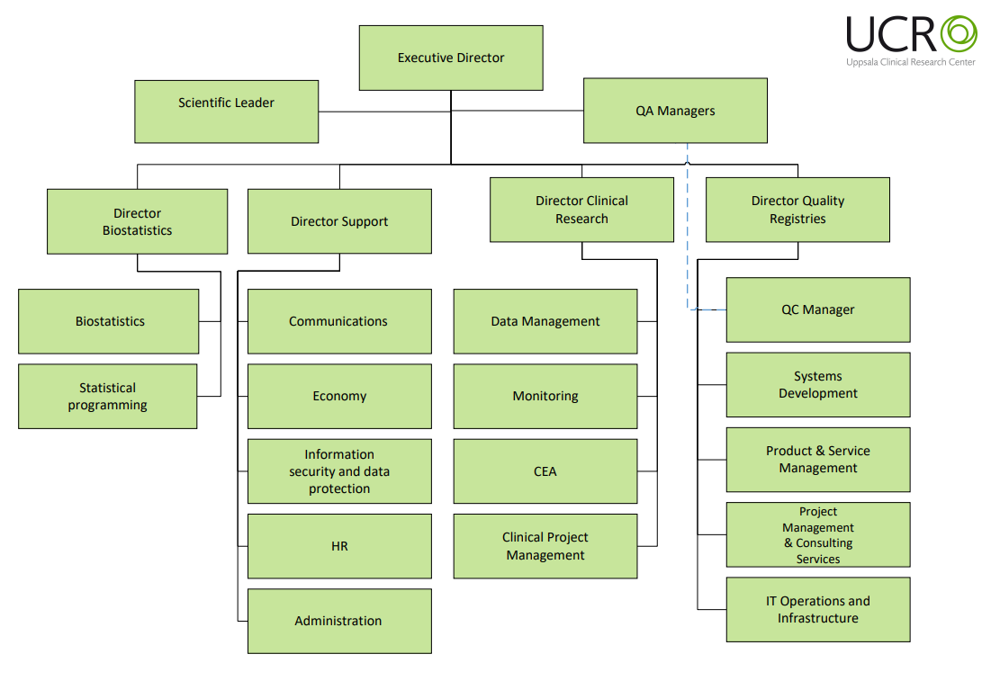 UCR
Uppsala Clinical Research Center
Executive Director
Scientific Leader
QA Managers
Director
Biostatistics
Director Support
Director Clinical
Research
Director Quality
Registries
Biostatistics
Statistical
programming
Communications
Economy
Information
security and data
protection
HR
Administration
Data Management
Monitoring
CEA
Clinical Project
Management
QC Manager
Systems
Development
Product & Service
Management
Project
Management
& Consulting
Services
IT Operations and
Infrastructure